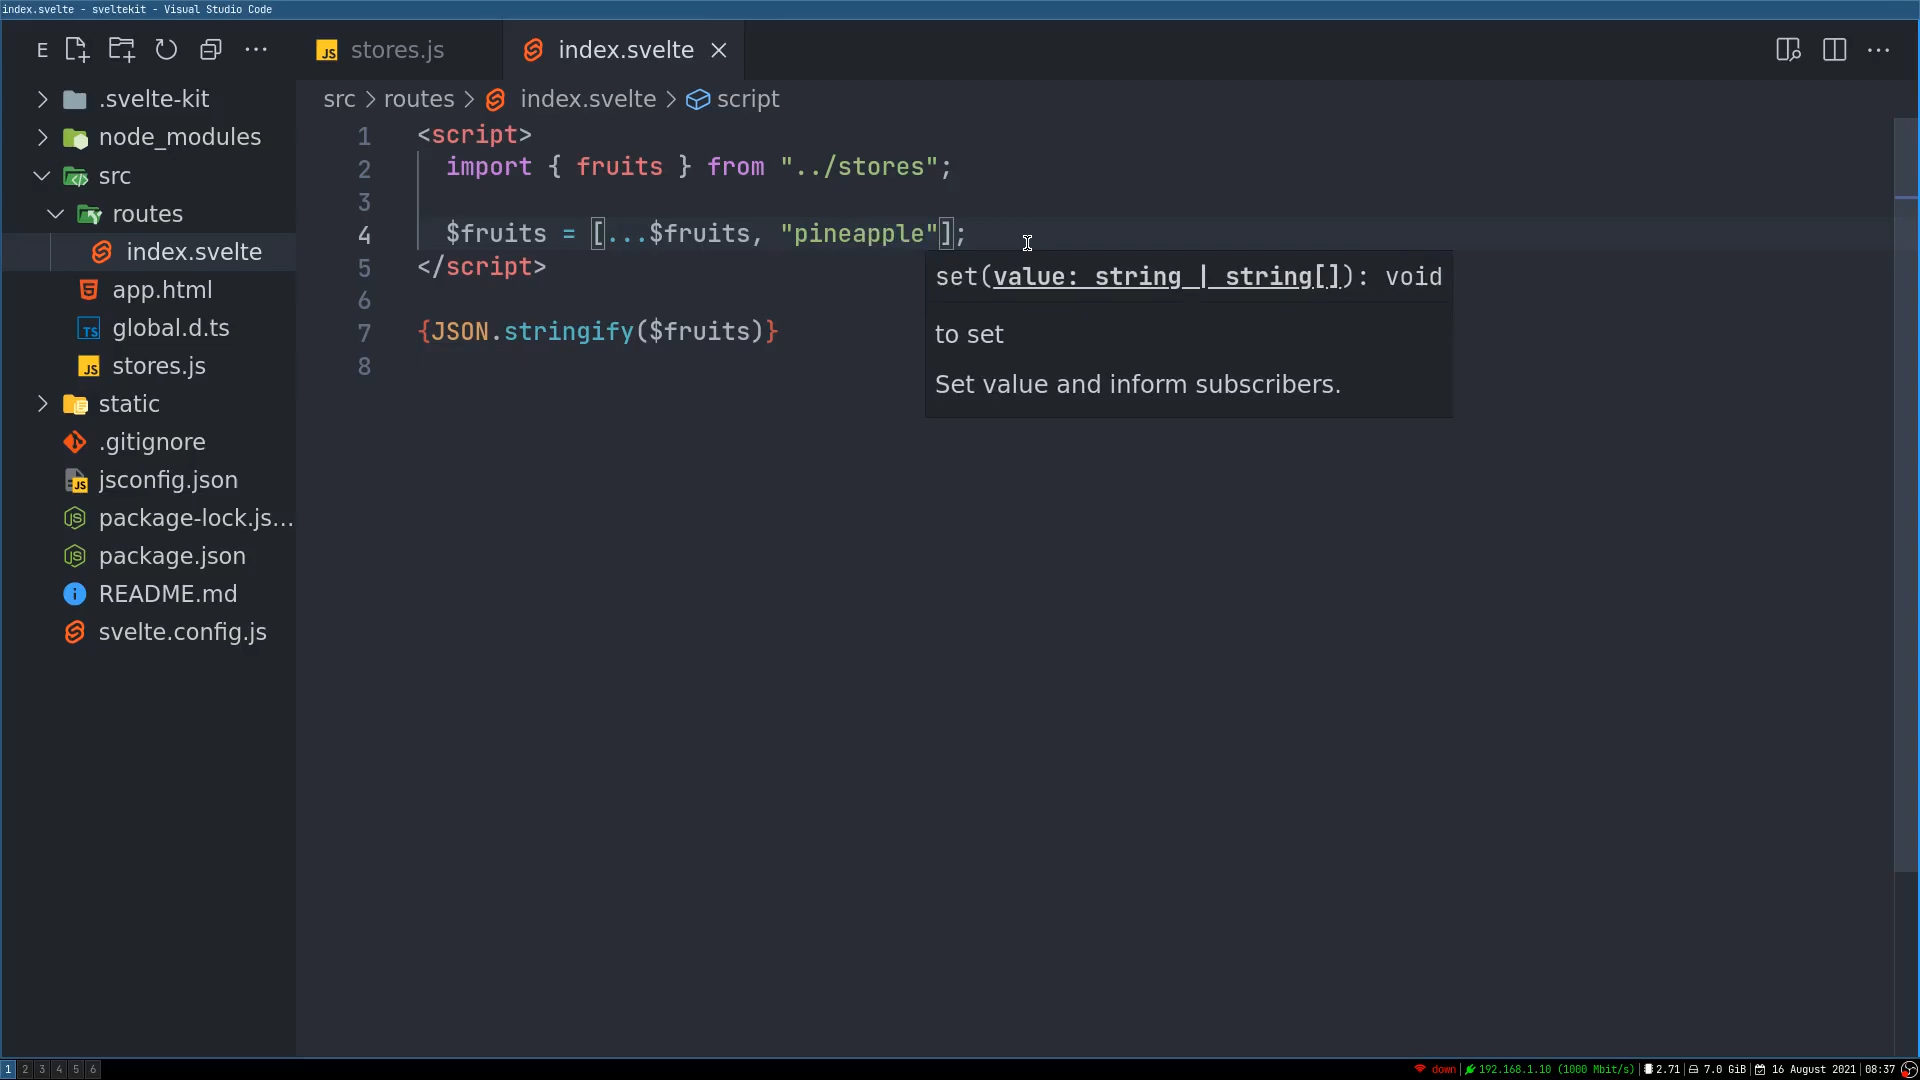 index.svelte - sveltekit - Visual Studio Code
E
stores.js
index.svelte
.svelte-kit
node_modules
src
routes
index.svelte
app.html
global.d.ts
stores.js
static
.gitignore
jsconfig.json
package-lock.js...
package.json
README.md
svelte.config.js
src > routes > index.svelte > script
1 <script>
2 import { fruits } from "../stores";
3
4 $fruits = [...$fruits, "pineapple"];
5 </script>
6
7 {JSON.stringify($fruits)}
8
set(value: string | string[]): void
to set
Set value and inform subscribers.
1 2 3 4 5 6
down | 192.168.1.10 (1000 Mbit/s) | 2.71 | 7.0 GiB | 16 August 2021 | 08:37